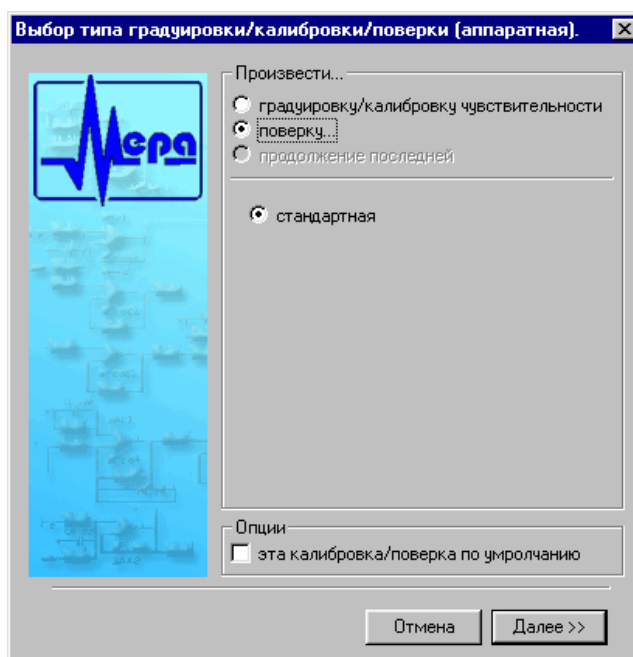 Выбор типа градуировки/калибровки/поверки (аппаратная).
Мера
Произвести...
градуировку/калибровку чувствительности
поверку...
продолжение последней
стандартная
Опции
эта калибровка/поверка по умролчанию
Отмена
Далее >>